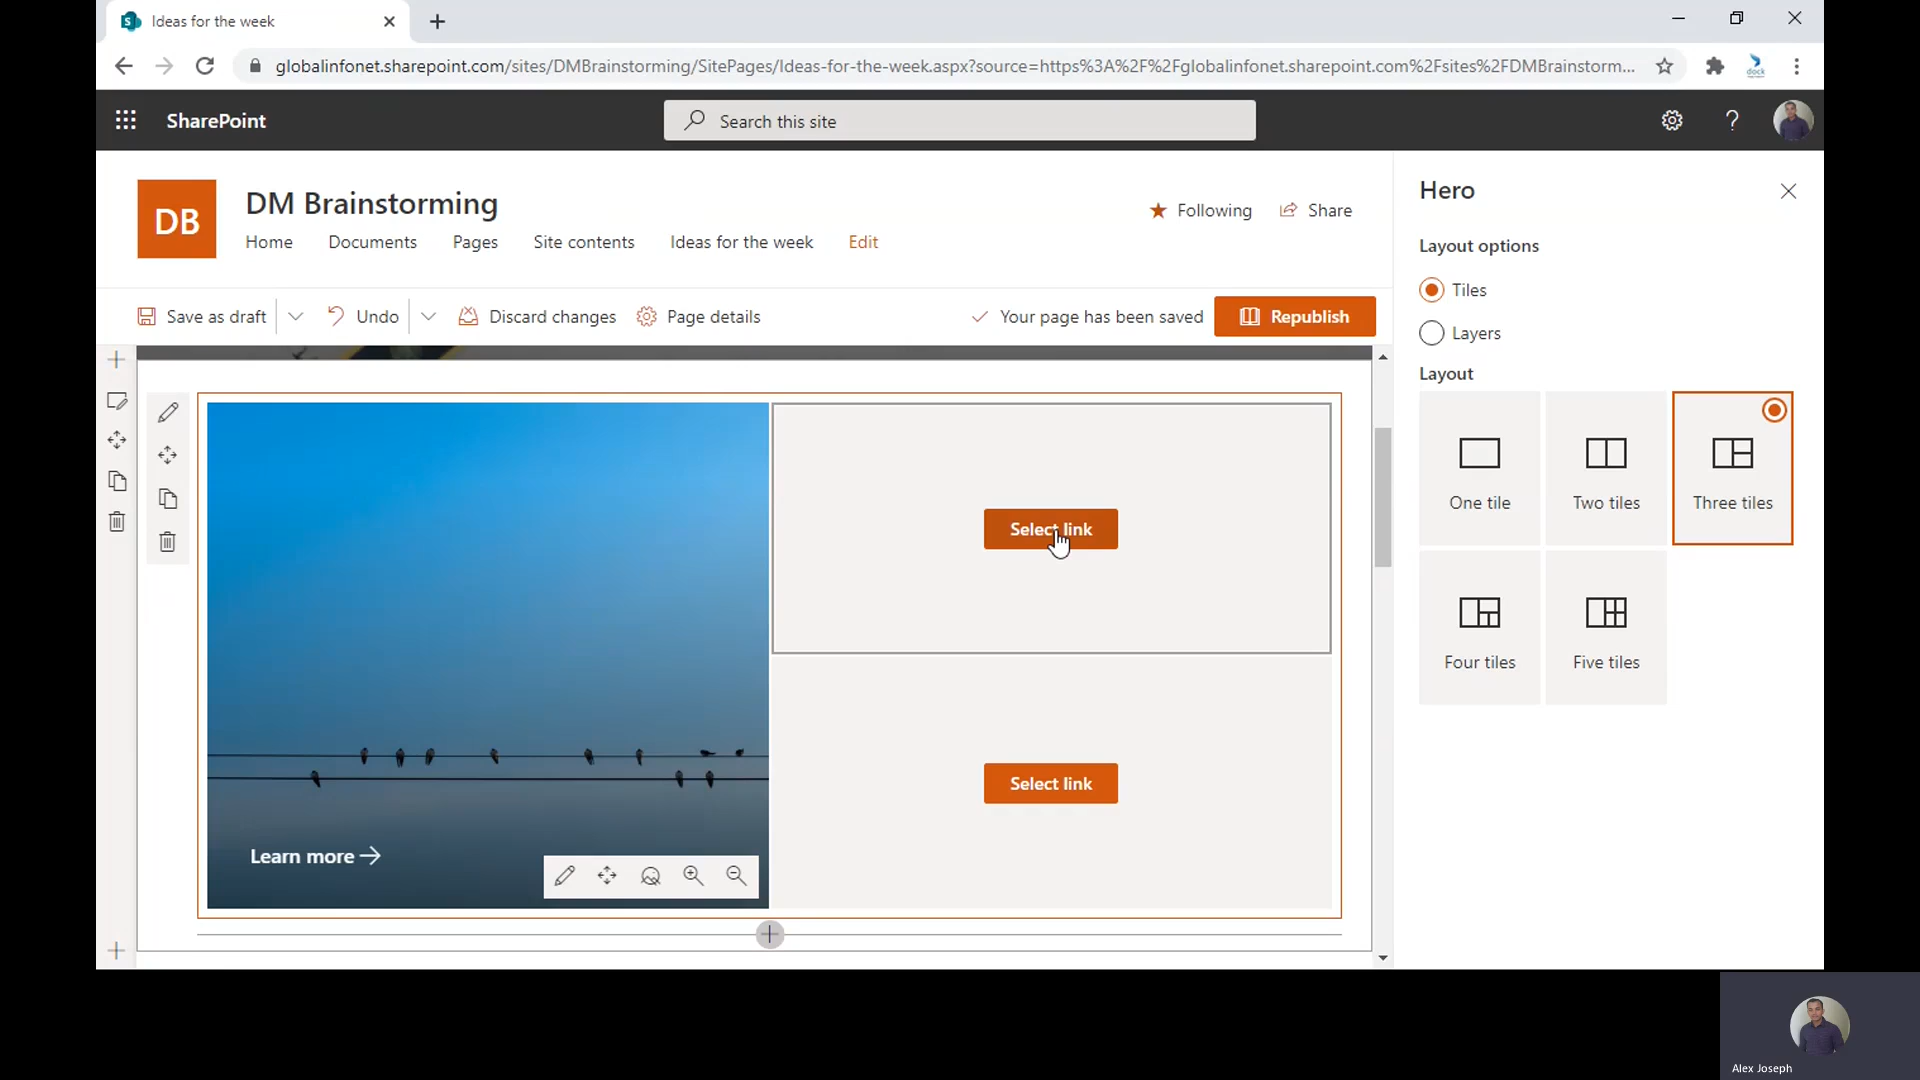 Ideas for the week
globalinfonet.sharepoint.com/sites/DMBrainstorming/SitePages/Ideas-for-the-week.aspx?source=https%3A%2F%2Fglobalinfonet.sharepoint.com%2Fsites%2FDMBrainstorm...
dock
SharePoint
Search this site
?
DB
DM Brainstorming
Following
Share
Home
Documents
Pages
Site contents
Ideas for the week
Edit
Save as draft
Undo
Discard changes
Page details
Your page has been saved
Republish
Select link
Select link
Learn more
Hero
Layout options
Tiles
Layers
Layout
One tile
Two tiles
Three tiles
Four tiles
Five tiles
Alex Joseph